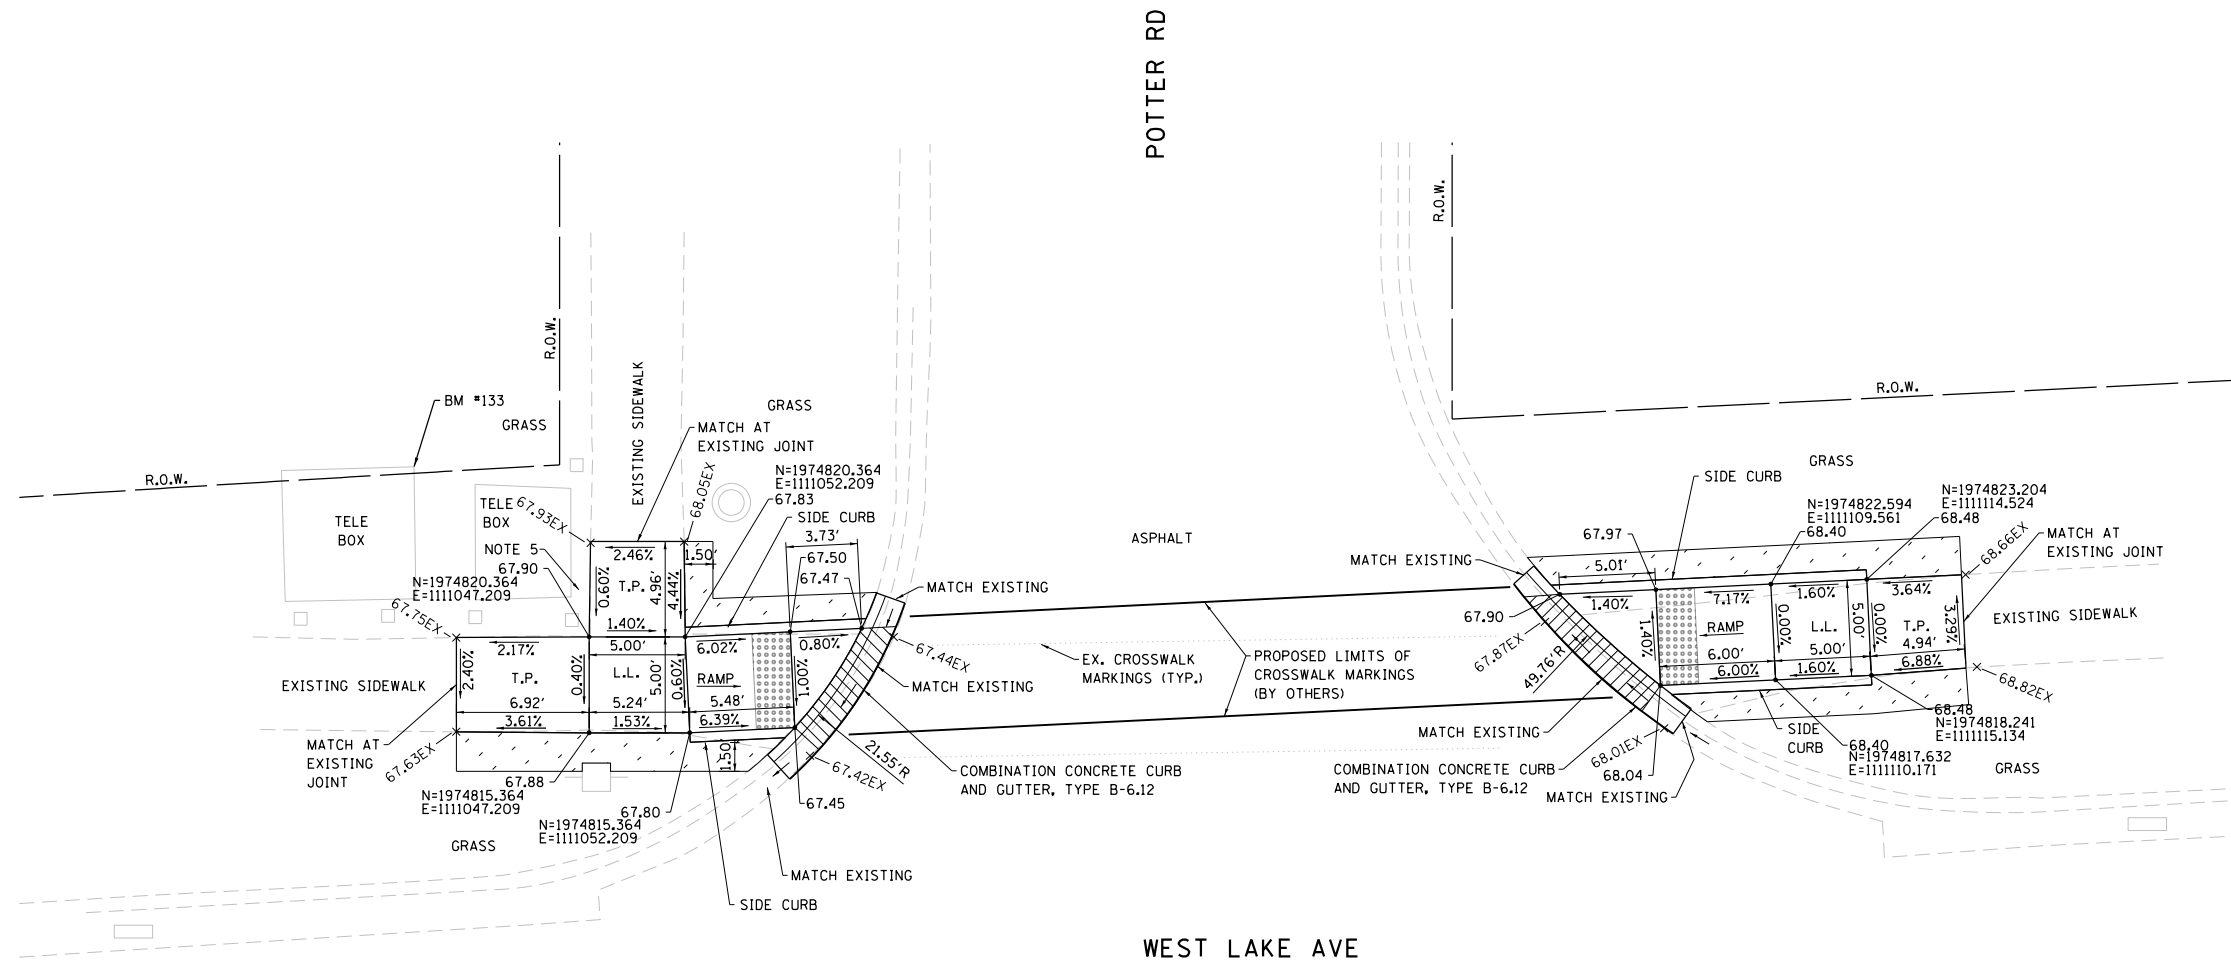 POTTER RD
R.O.W.
R.O.W.
R.O.W.
R.O.W.
BM #133
GRASS
EXISTING SIDEWALK
GRASS
MATCH AT
EXISTING JOINT
68.05EX
N=1974820.364
E=1111052.209
67.83
SIDE CURB
3.73'
67.50
67.47
TELE
BOX
TELE
BOX
67.93EX
NOTE 5
67.90
N=1974820.364
E=1111047.209
67.75EX
2.46%
1.50'
T.P.
0.60%
4.96'
4.44%
1.40%
5.00'
2.17%
2.40%
T.P.
0.40%
L.L.
5.00'
0.60%
6.02%
RAMP
0.80%
1.00%
6.92'
5.24'
5.48'
3.61%
1.53%
6.39%
1.50'
EXISTING SIDEWALK
MATCH AT
EXISTING
JOINT
67.63EX
67.88
N=1974815.364
E=1111047.209
67.80
N=1974815.364
E=1111052.209
GRASS
MATCH EXISTING
67.44EX
MATCH EXISTING
21.55'R
67.42EX
67.45
COMBINATION CONCRETE CURB
AND GUTTER, TYPE B-6.12
MATCH EXISTING
SIDE CURB
ASPHALT
EX. CROSSWALK
MARKINGS (TYP.)
PROPOSED LIMITS OF
CROSSWALK MARKINGS
(BY OTHERS)
GRASS
SIDE CURB
67.97
N=1974822.594
E=1111109.561
68.40
N=1974823.204
E=1111114.524
68.48
68.66EX
MATCH AT
EXISTING JOINT
MATCH EXISTING
5.01'
67.90
1.40%
7.17%
1.60%
3.64%
67.87EX
49.76'R
1.40%
RAMP
0.00%
L.L.
5.00'
0.00%
T.P.
3.29%
EXISTING SIDEWALK
6.00'
5.00'
4.94'
6.00%
1.60%
6.88%
68.82EX
MATCH EXISTING
COMBINATION CONCRETE CURB
AND GUTTER, TYPE B-6.12
68.01EX
68.04
MATCH EXISTING
SIDE
CURB
68.48
N=1974818.241
E=1111115.134
68.40
N=1974817.632
E=1111110.171
GRASS
WEST LAKE AVE